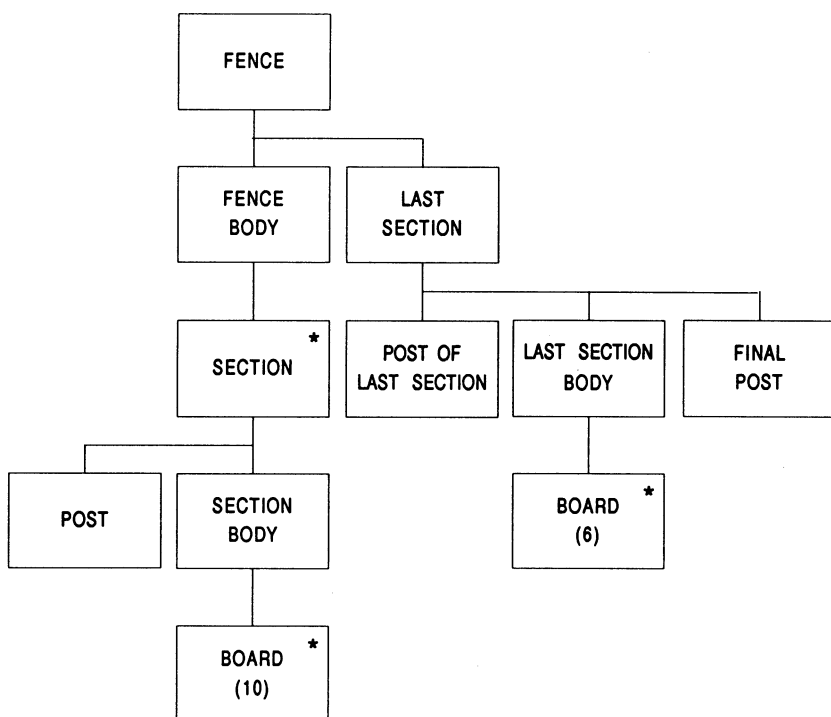 FENCE
FENCE
BODY
LAST
SECTION
SECTION *
POST OF
LAST SECTION
LAST SECTION
BODY
FINAL
POST
POST
SECTION
BODY
BOARD *
(6)
BOARD *
(10)